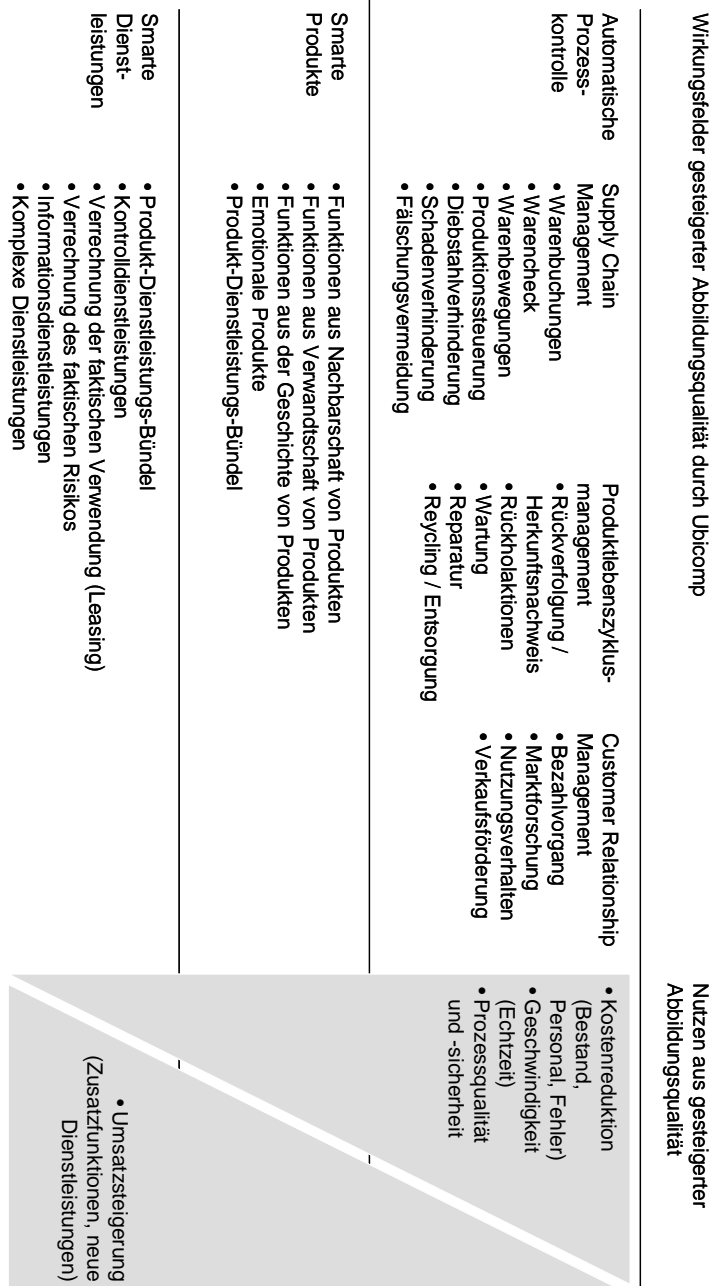 Wirkungsfelder gesteigerter Abbildungsqualität durch Ubicomp
Nutzen aus gesteigerter
Abbildungsqualität
Automatische
Prozess-
kontrolle
Supply Chain
Management
• Warenbuchungen
• Warencheck
• Warenbewegungen
• Produktionssteuerung
• Diebstahlverhinderung
• Schadenverhinderung
• Fälschungsvermeidung
Produktlebenszyklus-
management
• Rückverfolgung /
Herkunftsnachweis
• Rückholaktionen
• Wartung
• Reparatur
• Reycling / Entsorgung
Customer Relationship
Management
• Bezahlvorgang
• Marktforschung
• Nutzungsverhalten
• Verkaufsförderung
• Kostenreduktion
(Bestand,
Personal, Fehler)
• Geschwindigkeit
(Echtzeit)
• Prozessqualität
und -sicherheit
Smarte
Produkte
• Funktionen aus Nachbarschaft von Produkten
• Funktionen aus Verwandtschaft von Produkten
• Funktionen aus der Geschichte von Produkten
• Emotionale Produkte
• Produkt-Dienstleistungs-Bündel
Smarte
Dienst-
leistungen
• Produkt-Dienstleistungs-Bündel
• Kontrolldienstleistungen
• Verrechnung der faktischen Verwendung (Leasing)
• Verrechnung des faktischen Risikos
• Informationsdienstleistungen
• Komplexe Dienstleistungen
• Umsatzsteigerung
(Zusatzfunktionen, neue
Dienstleistungen)